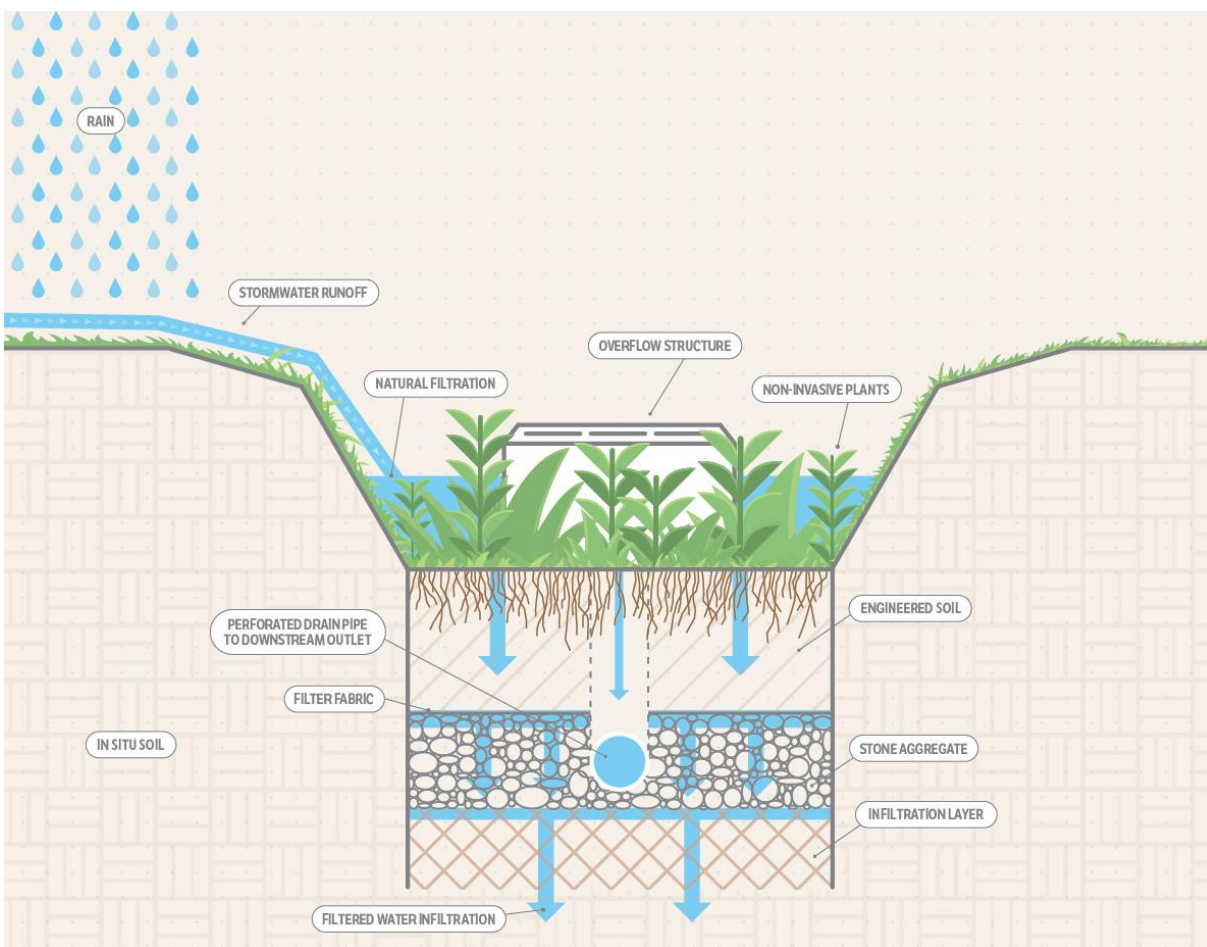 RAIN
STORMWATER RUNOFF
OVERFLOW STRUCTURE
NATURAL FILTRATION
NON-INVASIVE PLANTS
ENGINEERED SOIL
PERFORATED DRAIN PIPE
TO DOWNSTREAM OUTLET
FILTER FABRIC
IN SITU SOIL
STONE AGGREGATE
INFILTRATION LAYER
FILTERED WATER INFILTRATION